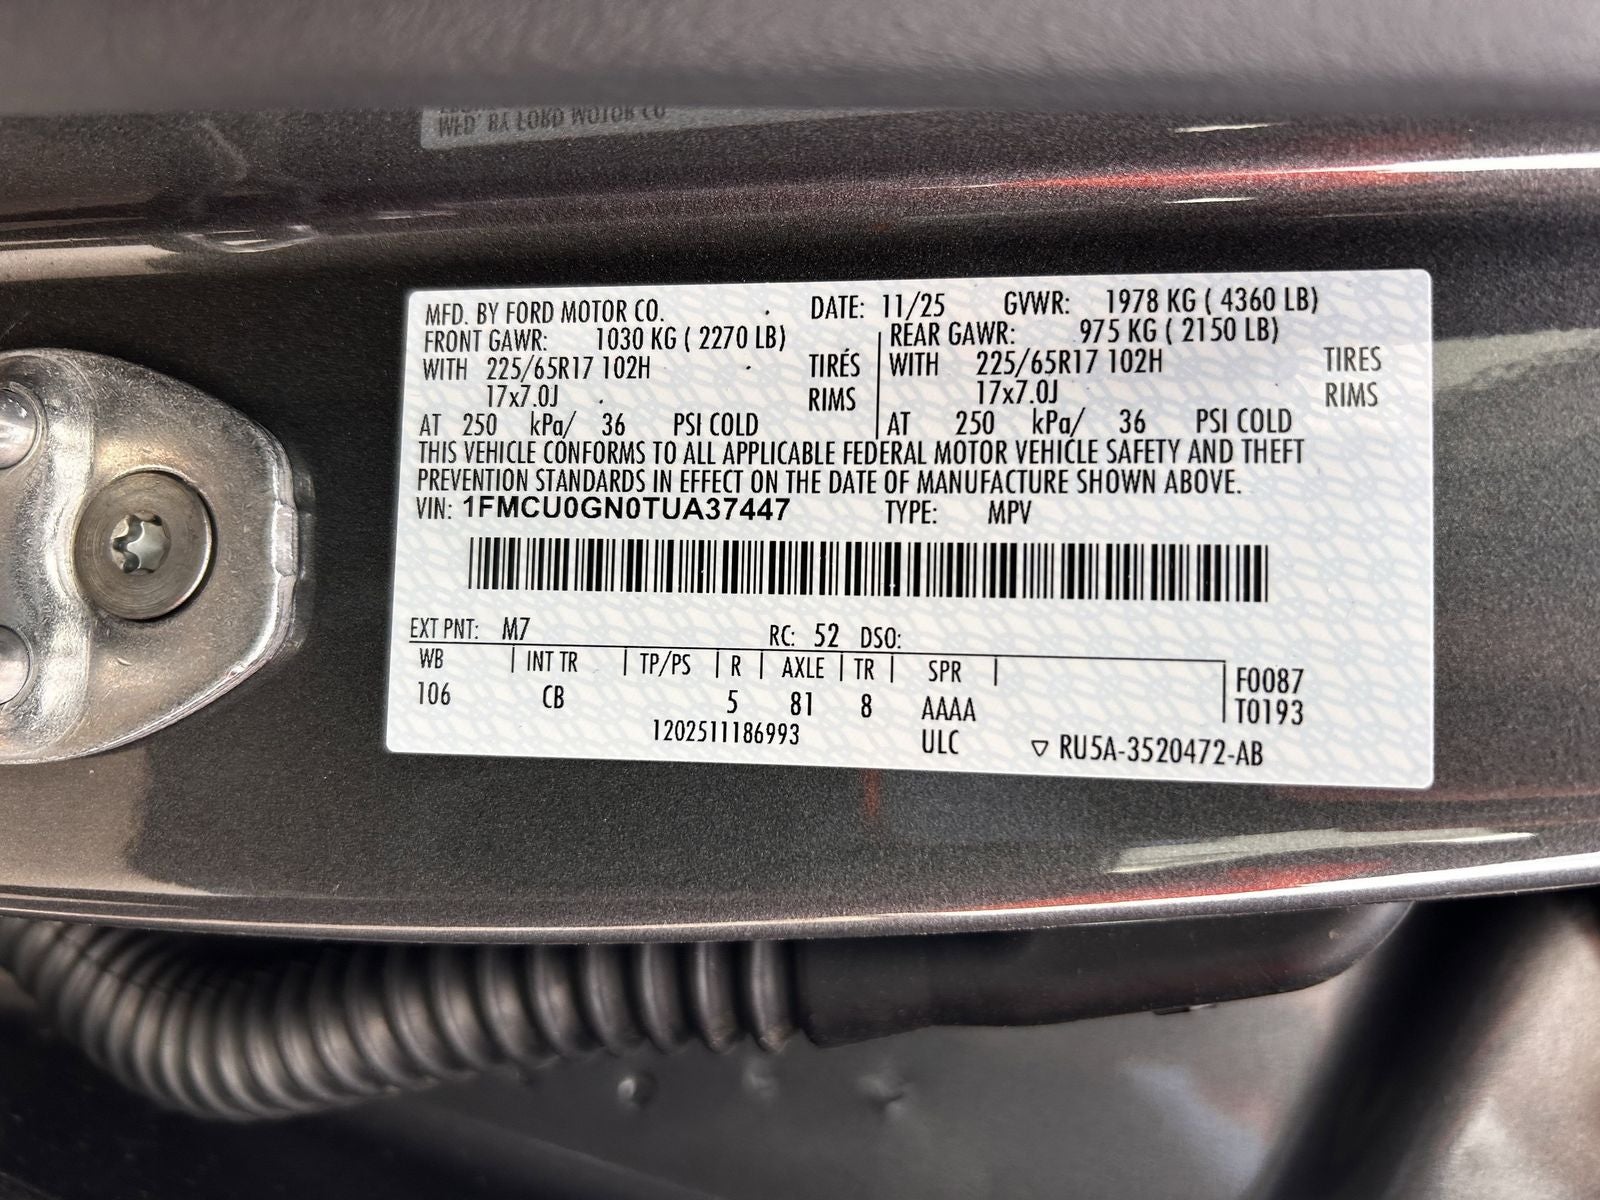 MFD. BY FORD MOTOR CO.
MFD. BY FORD MOTOR CO. DATE: 11/25 GVWR: 1978 KG ( 4360 LB)
FRONT GAWR: 1030 KG ( 2270 LB) REAR GAWR: 975 KG ( 2150 LB)
WITH 225/65R17 102H TIRES WITH 225/65R17 102H TIRES
17x7.0J RIMS 17x7.0J RIMS
AT 250 kPa/ 36 PSI COLD AT 250 kPa/ 36 PSI COLD
THIS VEHICLE CONFORMS TO ALL APPLICABLE FEDERAL MOTOR VEHICLE SAFETY AND THEFT
PREVENTION STANDARDS IN EFFECT ON THE DATE OF MANUFACTURE SHOWN ABOVE.
VIN: 1FMCU0GN0TUA37447 TYPE: MPV
EXT PNT: M7 RC: 52 DSO:
WB INT TR TP/PS R AXLE TR SPR F0087
106 CB 5 81 8 AAAA T0193
1202511186993 ULC ▽ RU5A-3520472-AB